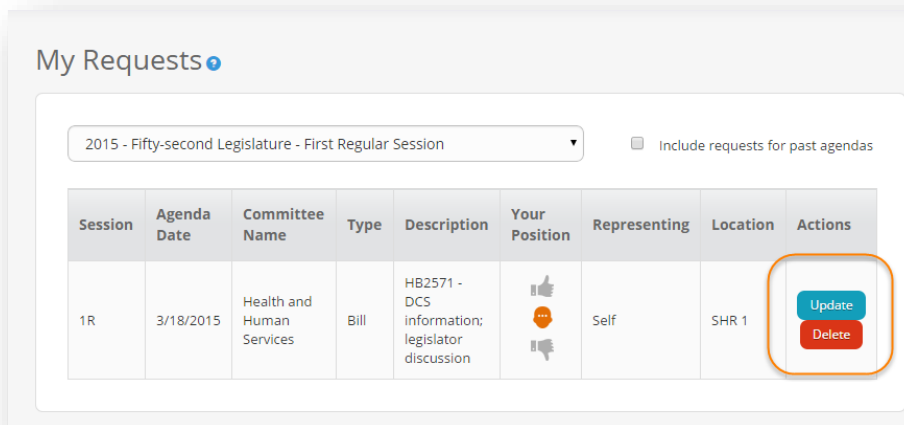 My Requests
2015 - Fifty-second Legislature - First Regular Session
Include requests for past agendas
Session
Agenda
Date
Committee
Name
Type
Description
Your
Position
Representing
Location
Actions
1R
3/18/2015
Health and
Human
Services
Bill
HB2571 -
DCS
information;
legislator
discussion
Self
SHR 1
Update
Delete